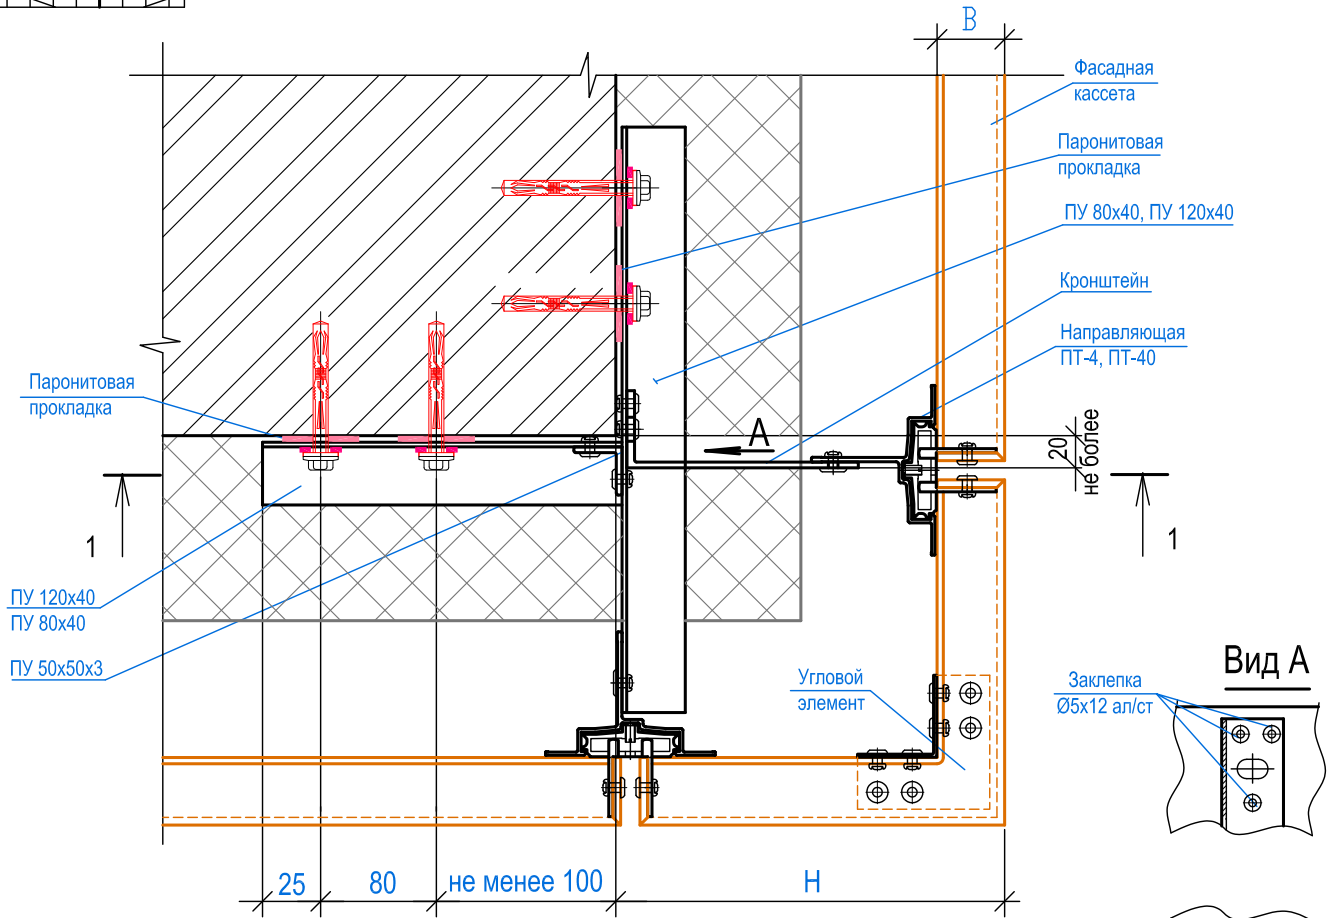 B
Фасадная
кассета
Паронитовая
прокладка
ПУ 80х40, ПУ 120х40
Кронштейн
Направляющая
ПТ-4, ПТ-40
Паронитовая
прокладка
А
20
не более
1
1
ПУ 120х40
ПУ 80х40
ПУ 50х50х3
Угловой
элемент
Вид А
Заклепка
Ø5х12 ал/ст
25
80
не менее 100
Н